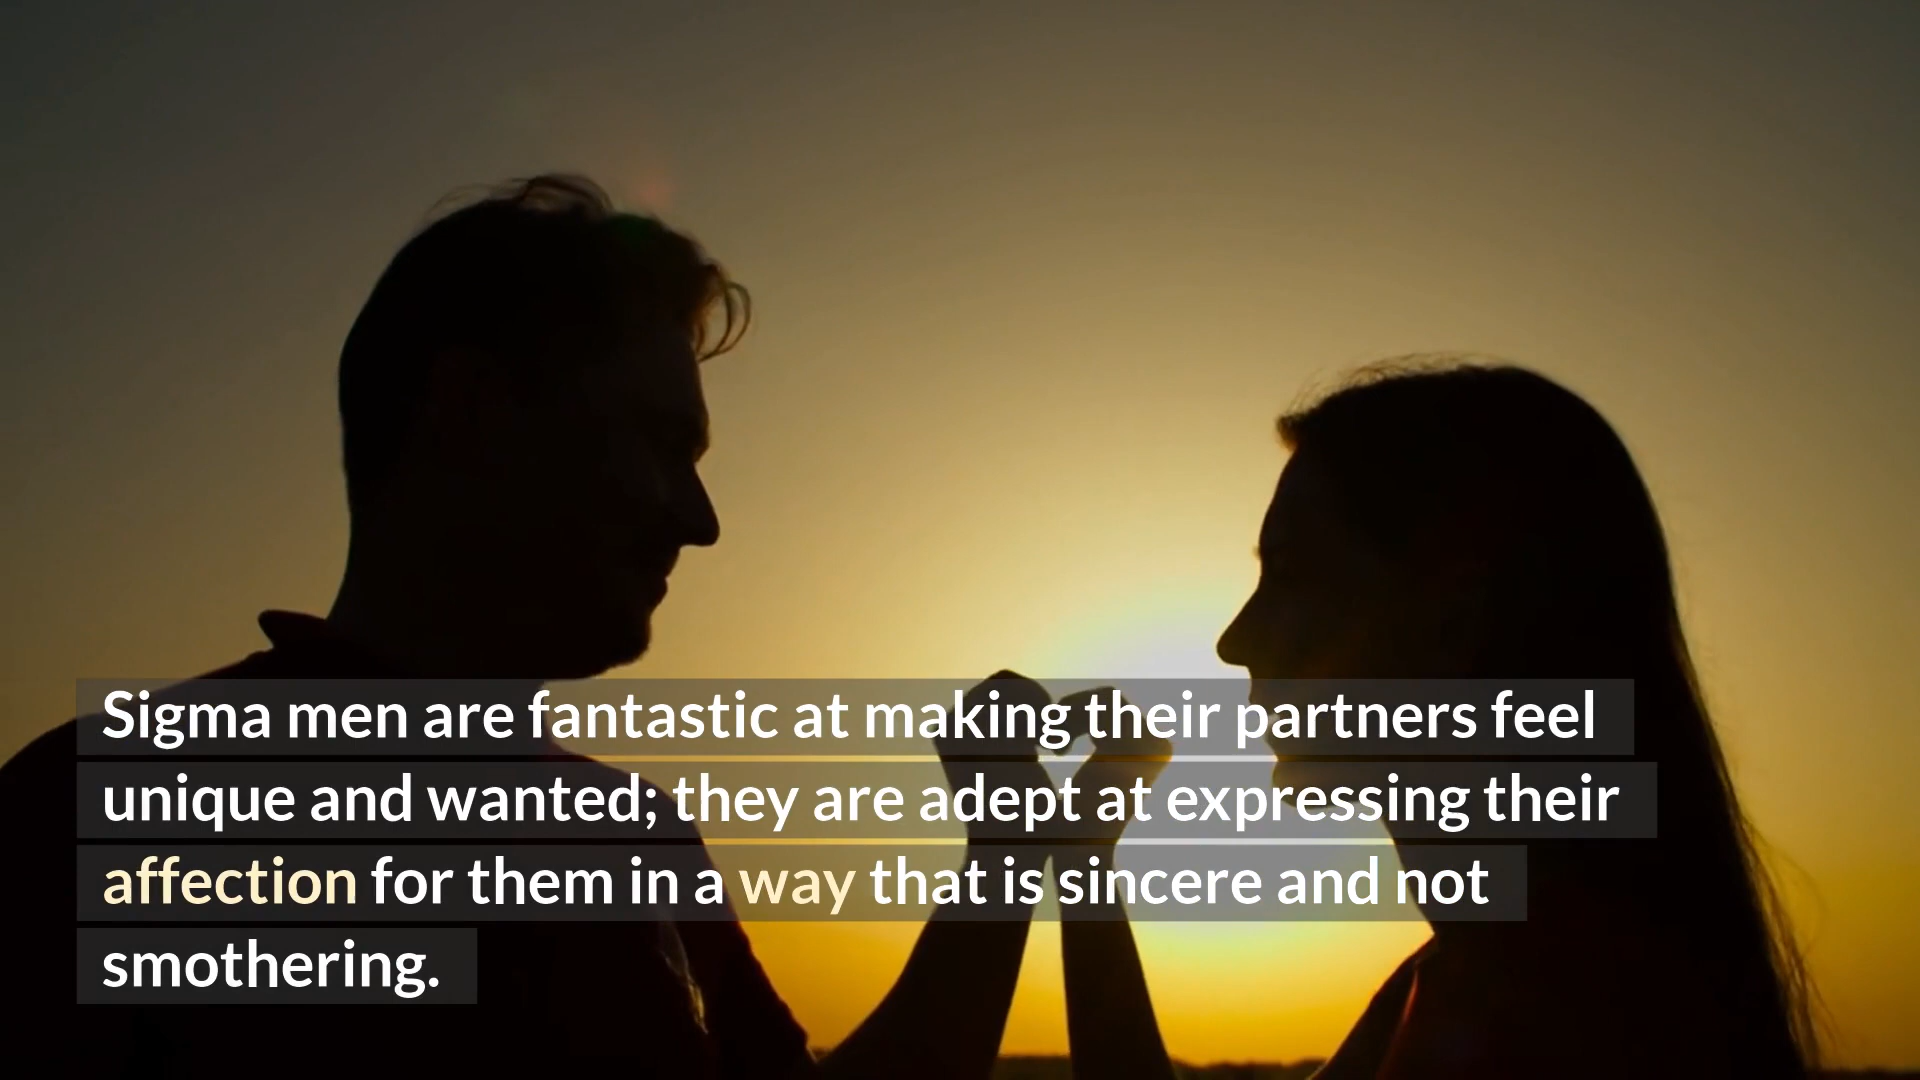 Sigma men are fantastic at making their partners feel
unique and wanted; they are adept at expressing their
affection for them in a way that is sincere and not
smothering.